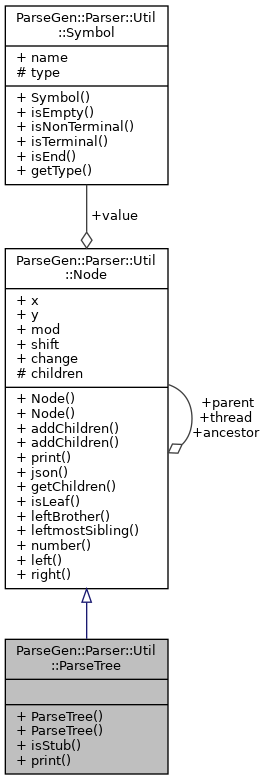 ParseGen::Parser::Util
::Symbol
+ name
# type
+ Symbol()
+ isEmpty()
+ isNonTerminal()
+ isTerminal()
+ isEnd()
+ getType()
+value
ParseGen::Parser::Util
::Node
+ x
+ y
+ mod
+ shift
+ change
# children
+ Node()
+ Node()
+ addChildren()
+ addChildren()
+ print()
+ json()
+ getChildren()
+ isLeaf()
+ leftBrother()
+ leftmostSibling()
+ number()
+ left()
+ right()
+parent
+thread
+ancestor
ParseGen::Parser::Util
::ParseTree
+ ParseTree()
+ ParseTree()
+ isStub()
+ print()